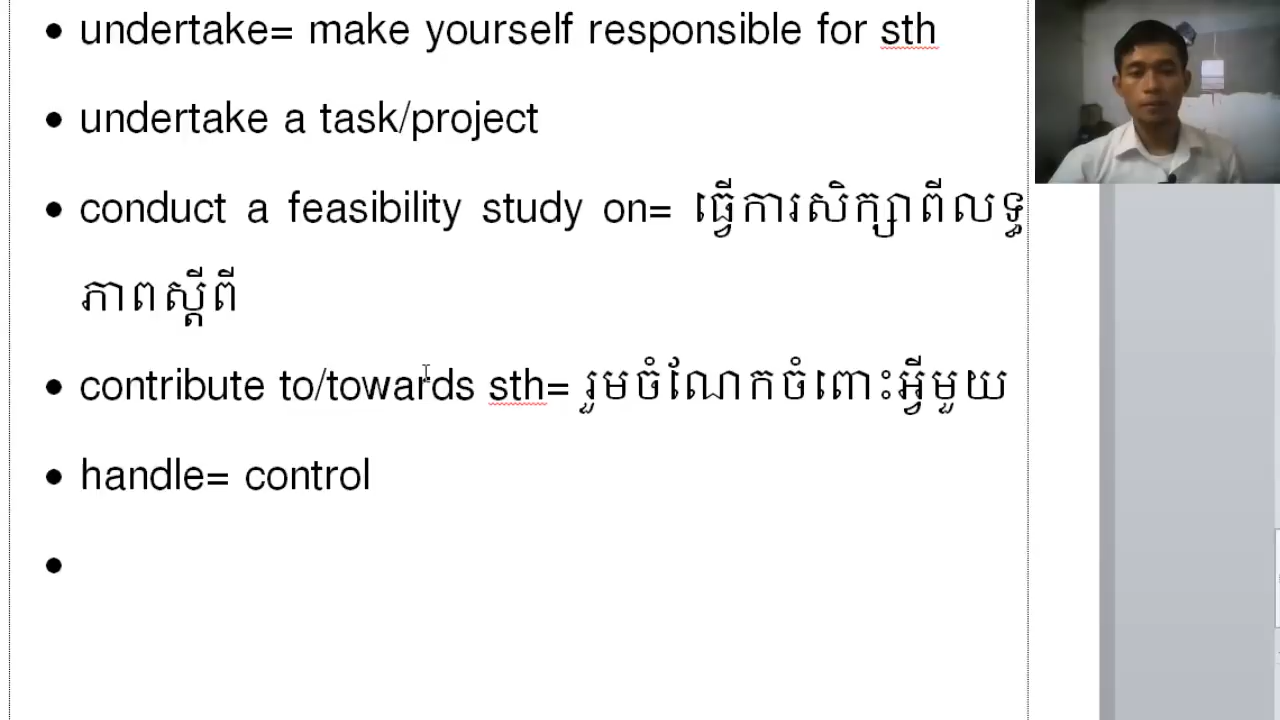 • undertake= make yourself responsible for sth
• undertake a task/project
• conduct a feasibility study on= ធ្វើការសិក្សាពីលទ្ធ
ភាពស្តីពី
• contribute to/towards sth= រួមចំណែកចំពោះអ្វីមួយ
• handle= control
•